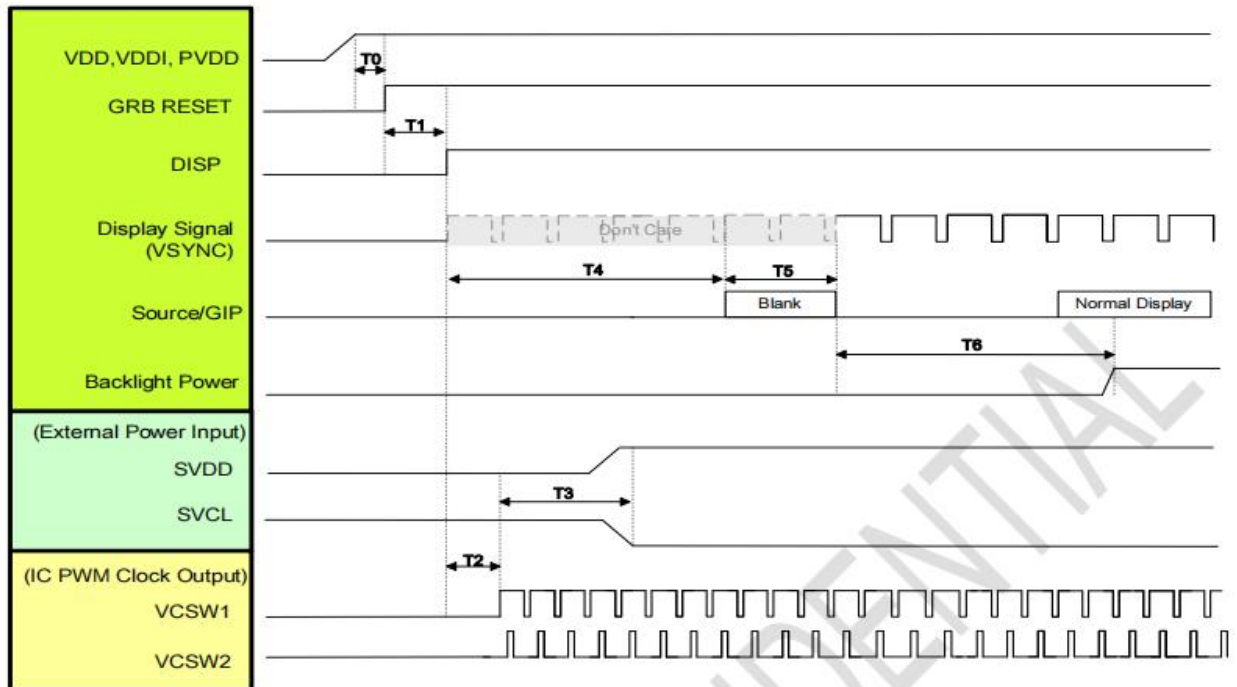 VDD,VDDI, PVDD
T0
GRB RESET
T1
DISP
Display Signal
(VSYNC)
Don't Care
T4
T5
Source/GIP
Blank
Normal Display
T6
Backlight Power
(External Power Input)
SVDD
T3
SVCL
T2
(IC PWM Clock Output)
VCSW1
VCSW2